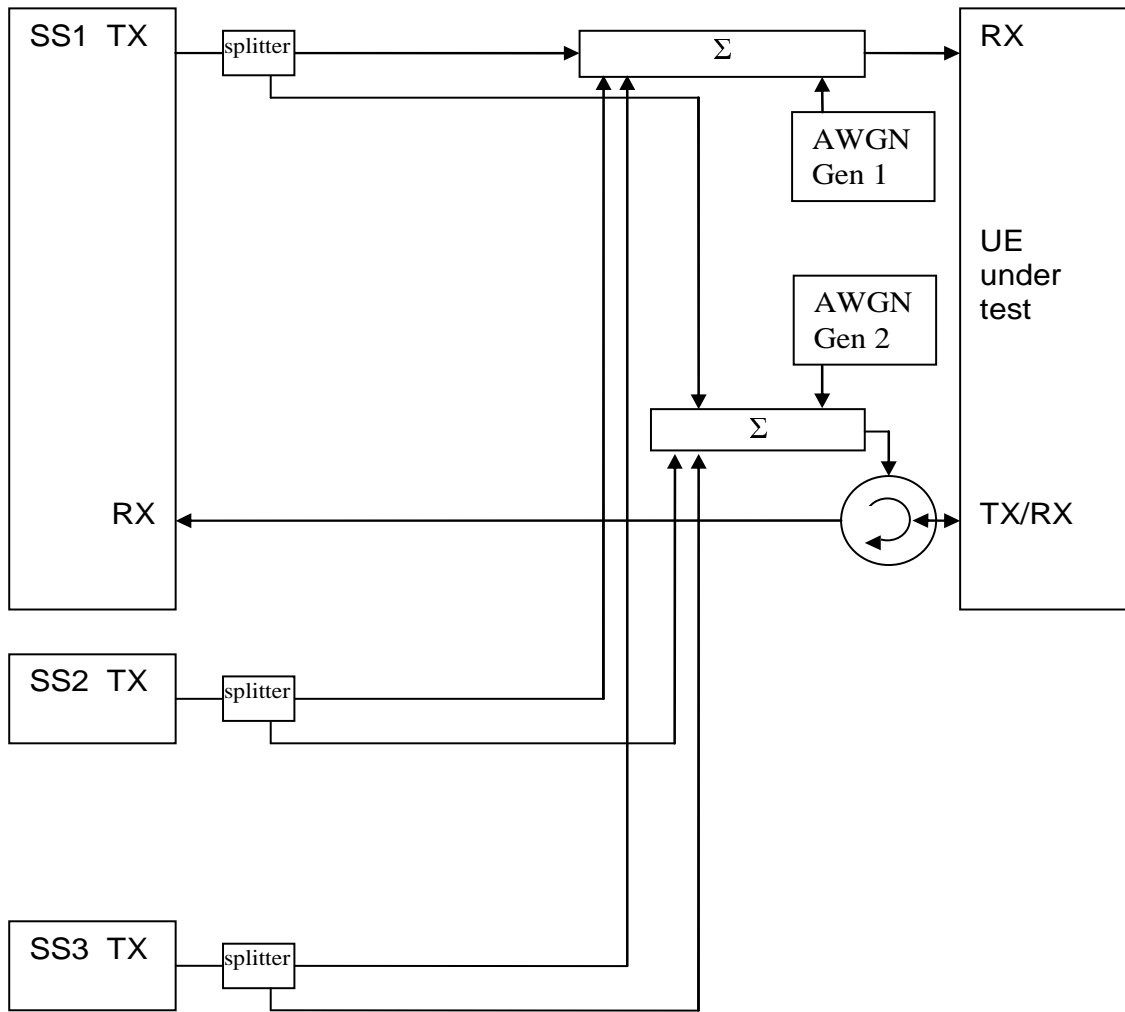 SS1 TX
splitter
Σ
RX
AWGN
Gen 1
UE
under
test
AWGN
Gen 2
Σ
RX
TX/RX
SS2 TX
splitter
SS3 TX
splitter